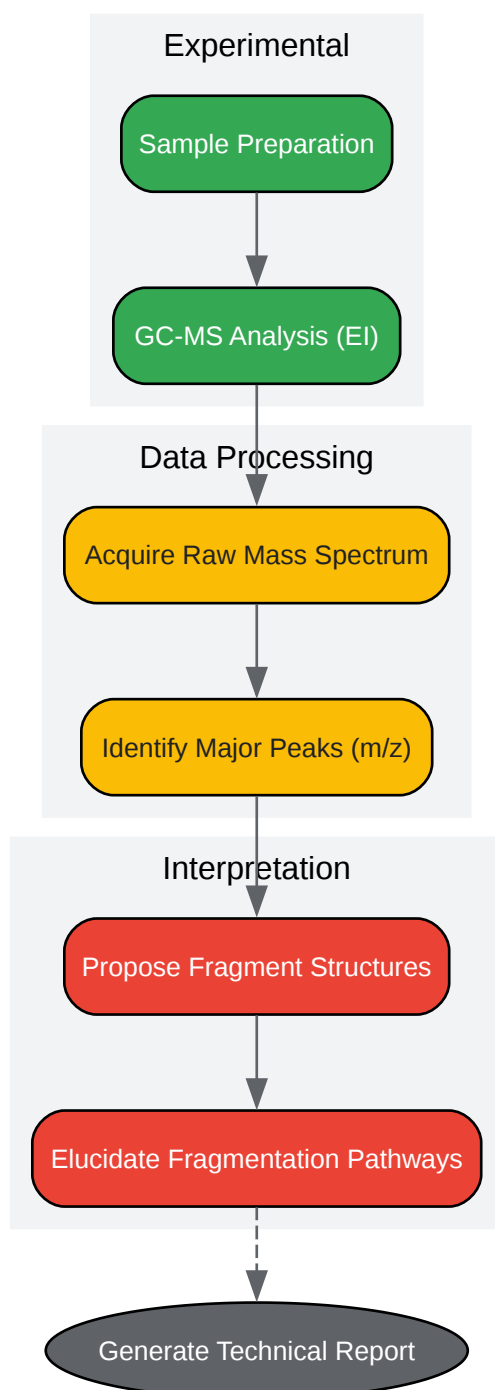 Experimental
Sample Preparation
GC-MS Analysis (EI)
Data Processing
Acquire Raw Mass Spectrum
Identify Major Peaks (m/z)
Interpretation
Propose Fragment Structures
Elucidate Fragmentation Pathways
Generate Technical Report